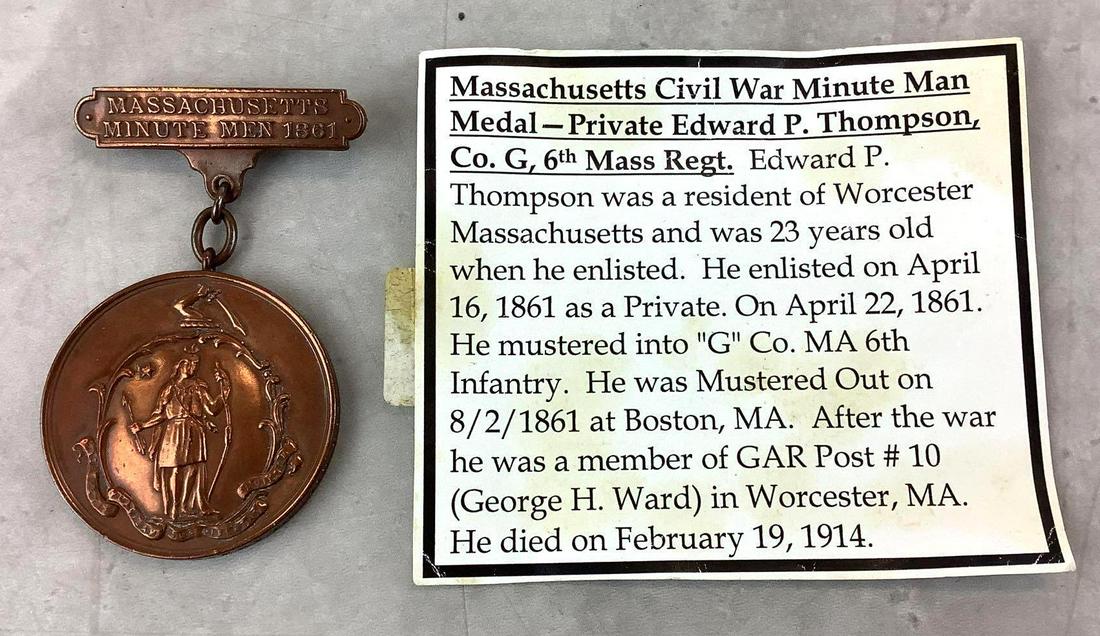 MASSACHUSETTS
MINUTE MEN 1861
Massachusetts Civil War Minute Man
Medal—Private Edward P. Thompson,
Co. G, 6th Mass Regt. Edward P.
Thompson was a resident of Worcester
Massachusetts and was 23 years old
when he enlisted. He enlisted on April
16, 1861 as a Private. On April 22, 1861.
He mustered into "G" Co. MA 6th
Infantry. He was Mustered Out on
8/2/1861 at Boston, MA. After the war
he was a member of GAR Post # 10
(George H. Ward) in Worcester, MA.
He died on February 19, 1914.